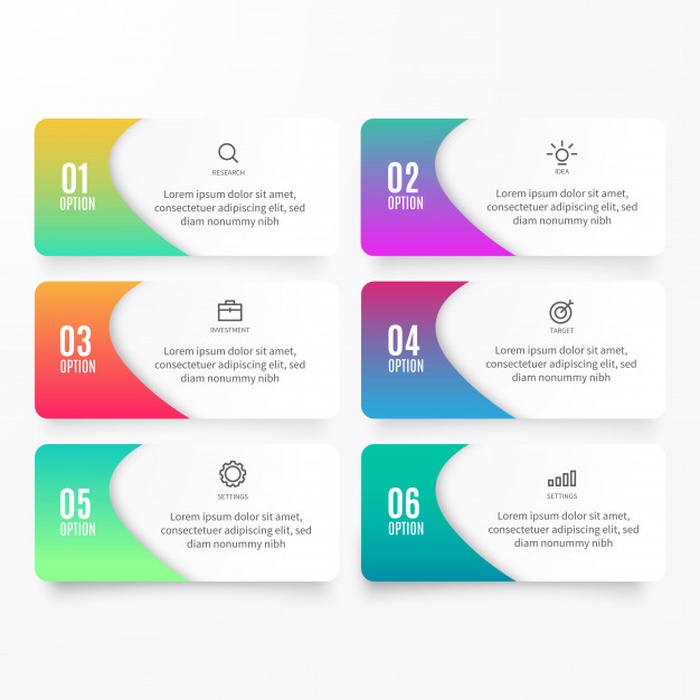 01
OPTION
RESEARCH
Lorem ipsum dolor sit amet,
consectetuer adipiscing elit, sed
diam nonummy nibh
02
OPTION
IDEA
Lorem ipsum dolor sit amet,
consectetuer adipiscing elit, sed
diam nonummy nibh
03
OPTION
INVESTMENT
Lorem ipsum dolor sit amet,
consectetuer adipiscing elit, sed
diam nonummy nibh
04
OPTION
TARGET
Lorem ipsum dolor sit amet,
consectetuer adipiscing elit, sed
diam nonummy nibh
05
OPTION
SETTINGS
Lorem ipsum dolor sit amet,
consectetuer adipiscing elit, sed
diam nonummy nibh
06
OPTION
SETTINGS
Lorem ipsum dolor sit amet,
consectetuer adipiscing elit, sed
diam nonummy nibh